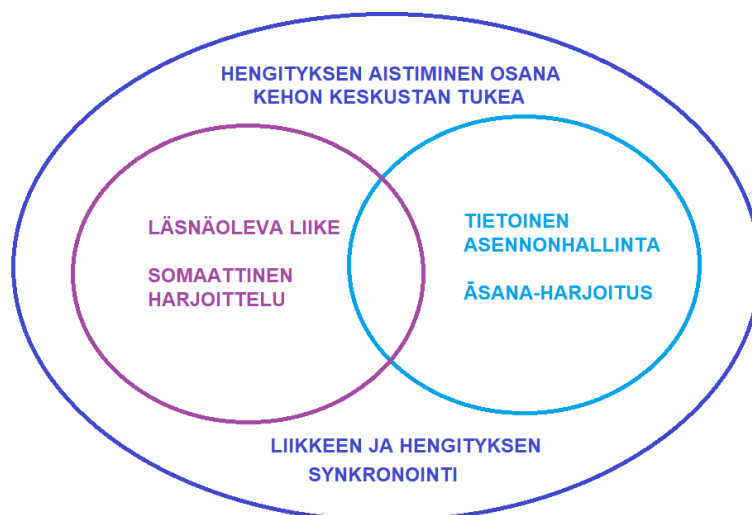 HENGITYKSEN AISTIMINEN OSANA
KEHON KESKUSTAN TUKEA
LÄSNÄOLEVA LIIKE
SOMAATTINEN
HARJOITTELU
TIETOINEN
ASENNONHALLINTA
ĀSANA-HARJOITUS
LIIKKEEN JA HENGITYKSEN
SYNKRONOINTI